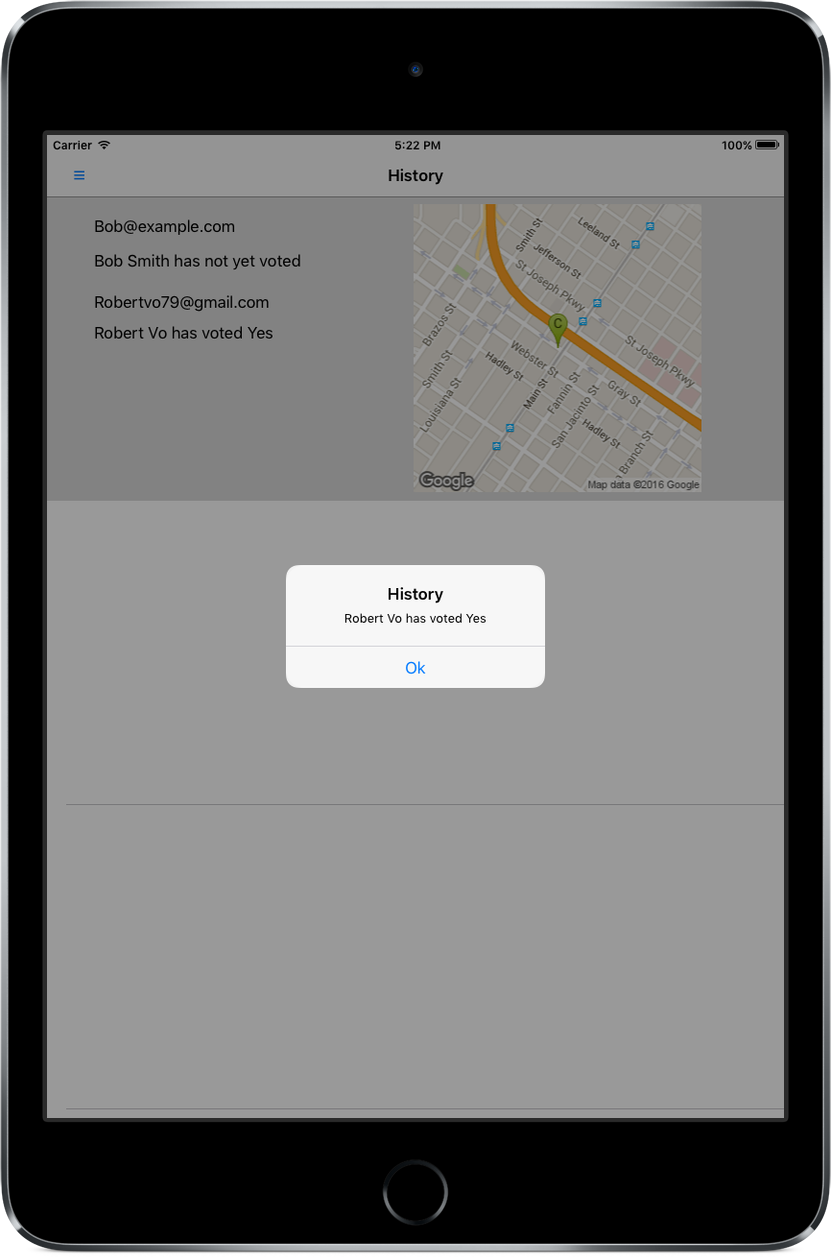 Carrier 5:22 PM 100%
History
Bob@example.com
Bob Smith has not yet voted
Robertvo79@gmail.com
Robert Vo has voted Yes
Smith St
Leeland St
Jefferson St
St Joseph Pkwy
C
Brazos St
Webster St
St Joseph Pkwy
Smith St
Hadley St
Main St
Fannin St
Gray St
Louisiana St
San Jacinto St
Hadley St
Branch St
Google
Map data ©2016 Google
History
Robert Vo has voted Yes
Ok